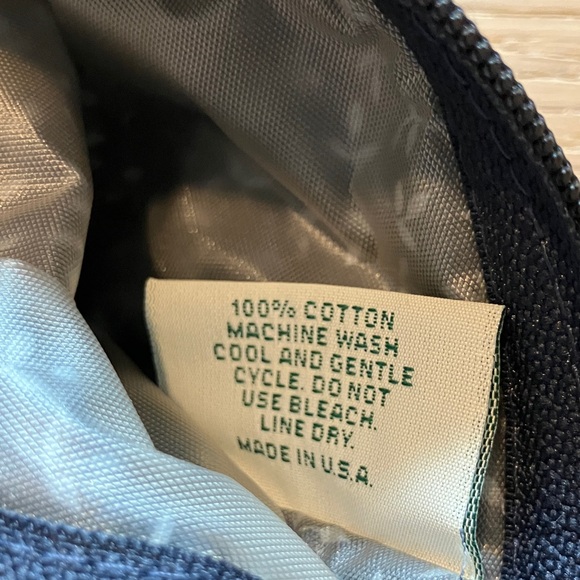 100% COTTON
MACHINE WASH
COOL AND GENTLE
CYCLE. DO NOT
USE BLEACH.
LINE DRY.
MADE IN U.S.A.